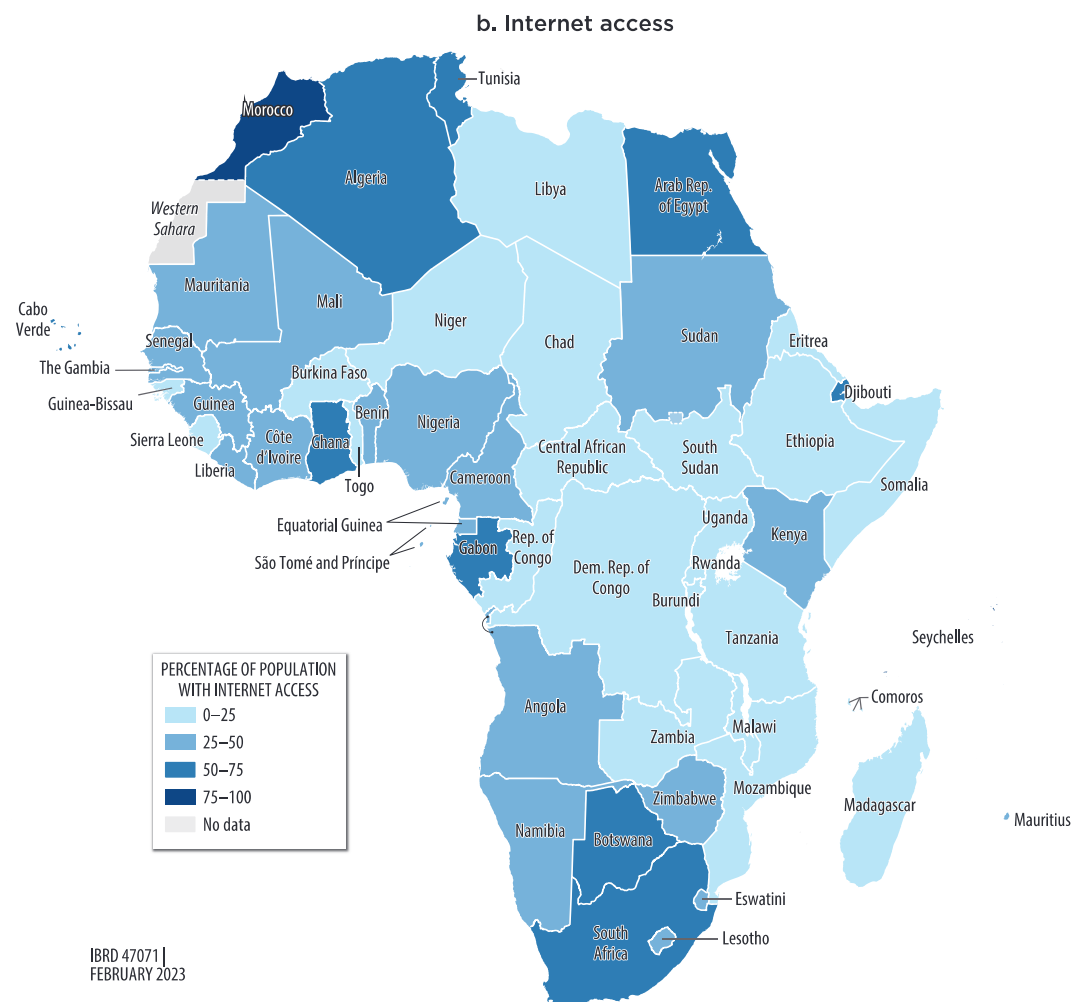 b. Internet access
Tunisia
Morocco
Algeria
Libya
Arab Rep.
of Egypt
Western
Sahara
Mauritania
Mali
Niger
Chad
Sudan
Eritrea
Cabo
Verde
Senegal
The Gambia
Guinea-Bissau
Guinea
Sierra Leone
Liberia
Côte
d'Ivoire
Burkina Faso
Ghana
Togo
Benin
Nigeria
Cameroon
Central African
Republic
South
Sudan
Ethiopia
Djibouti
Somalia
Equatorial Guinea
São Tomé and Príncipe
Gabon
Rep. of
Congo
Dem. Rep. of
Congo
Uganda
Kenya
Rwanda
Burundi
Tanzania
Seychelles
Comoros
Angola
Zambia
Malawi
Mozambique
Madagascar
Mauritius
Zimbabwe
Namibia
Botswana
Eswatini
South
Africa
Lesotho
PERCENTAGE OF POPULATION
WITH INTERNET ACCESS
0–25
25–50
50–75
75–100
No data
IBRD 47071 |
FEBRUARY 2023